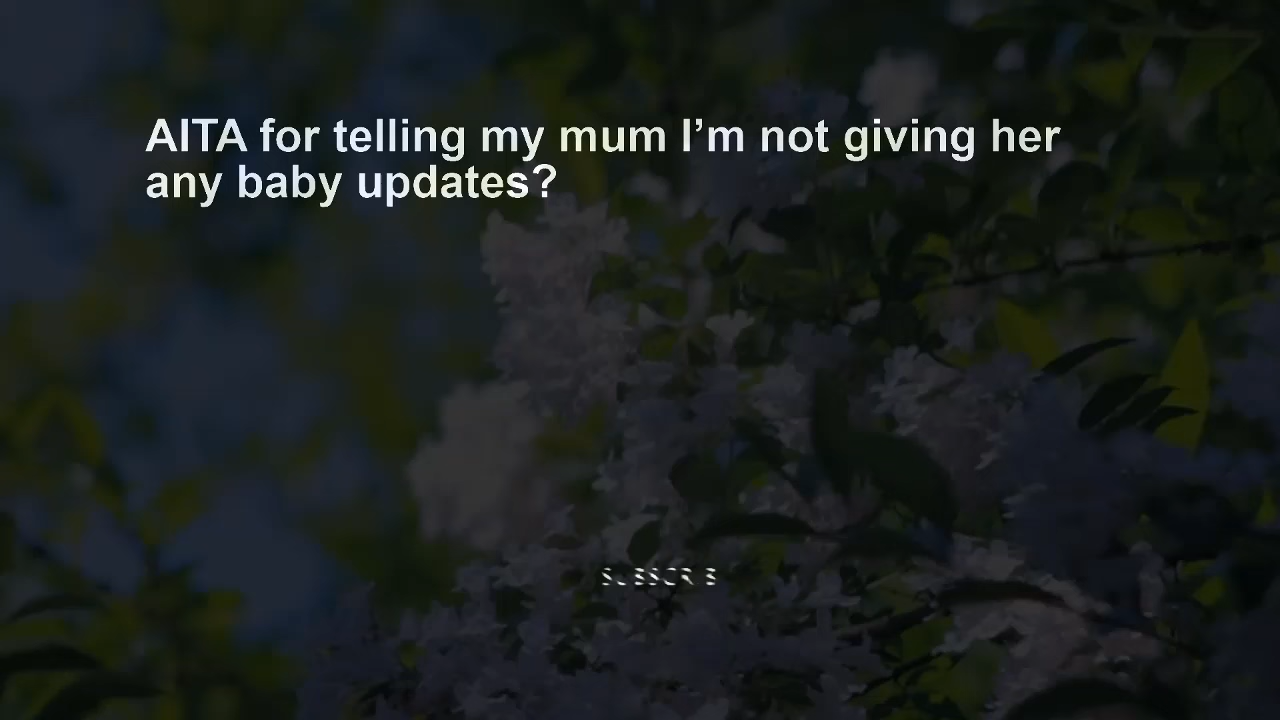 AITA for telling my mum I’m not giving her
any baby updates?